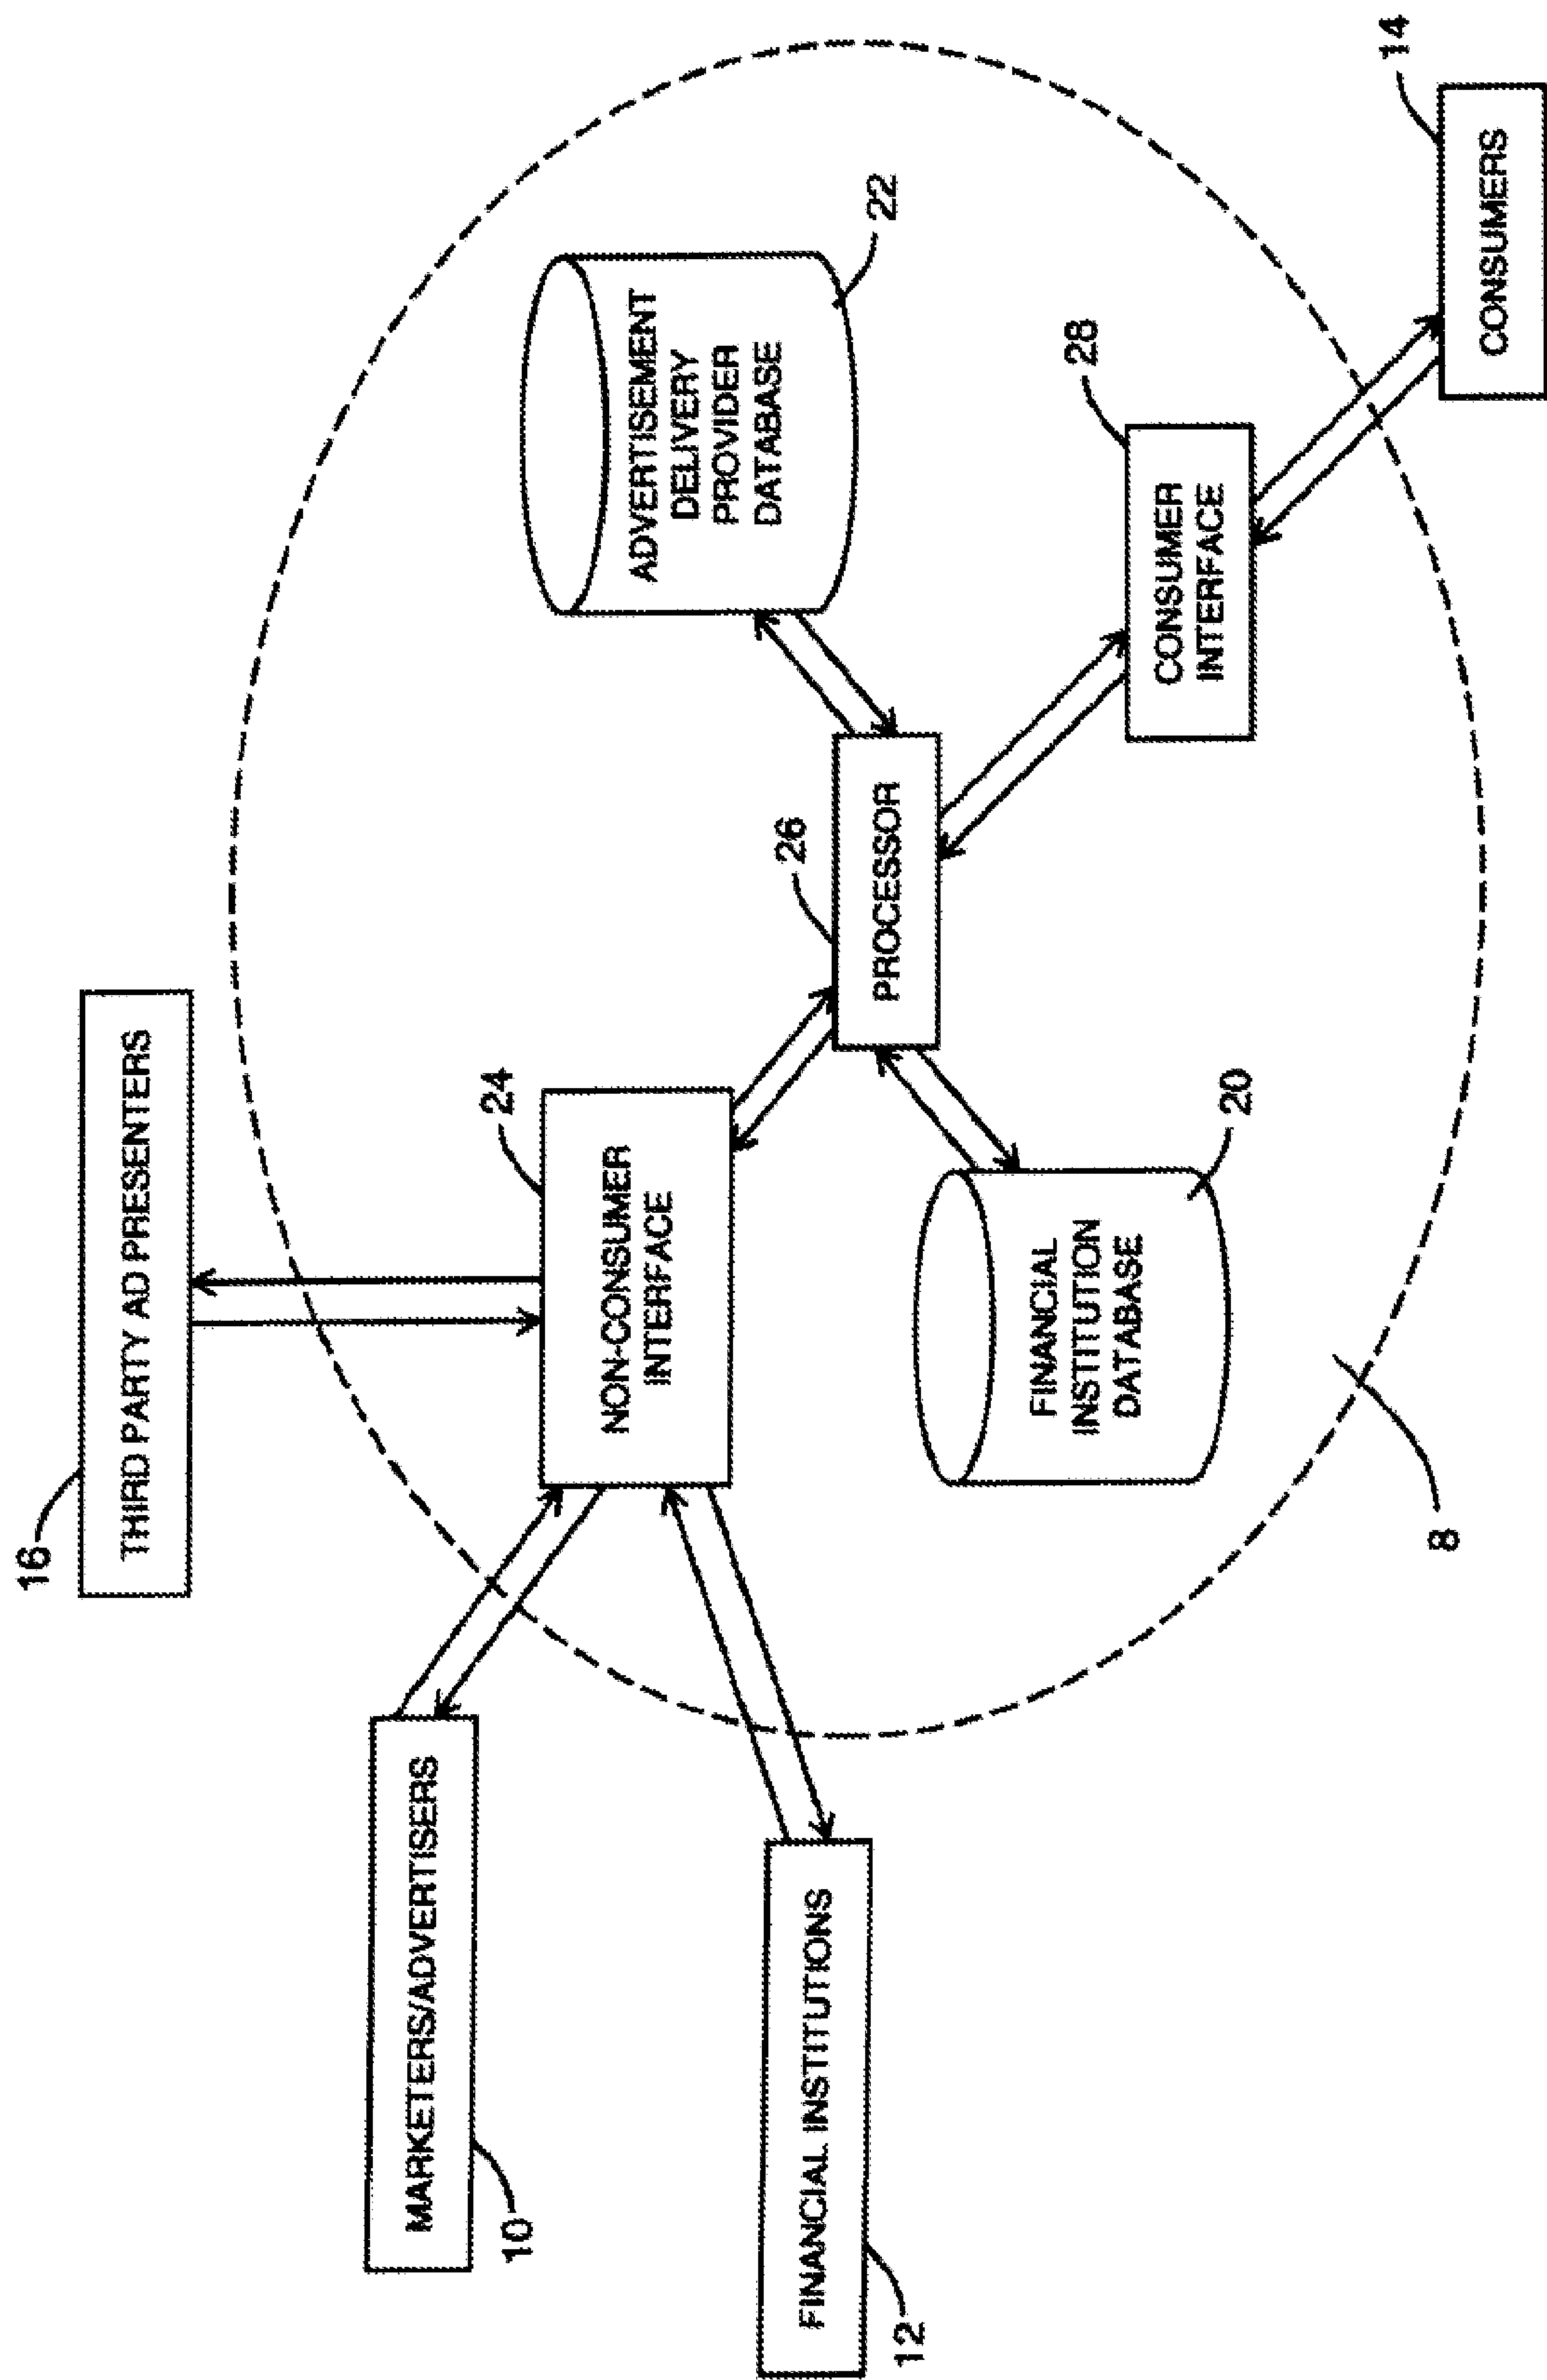 16
THIRD PARTY AD PRESENTERS
10
MARKETERS/ADVERTISERS
24
NON-CONSUMER
INTERFACE
22
ADVERTISEMENT
DELIVERY
PROVIDER
DATABASE
12
FINANCIAL INSTITUTIONS
26
PROCESSOR
20
FINANCIAL
INSTITUTION
DATABASE
28
CONSUMER
INTERFACE
8
14
CONSUMERS